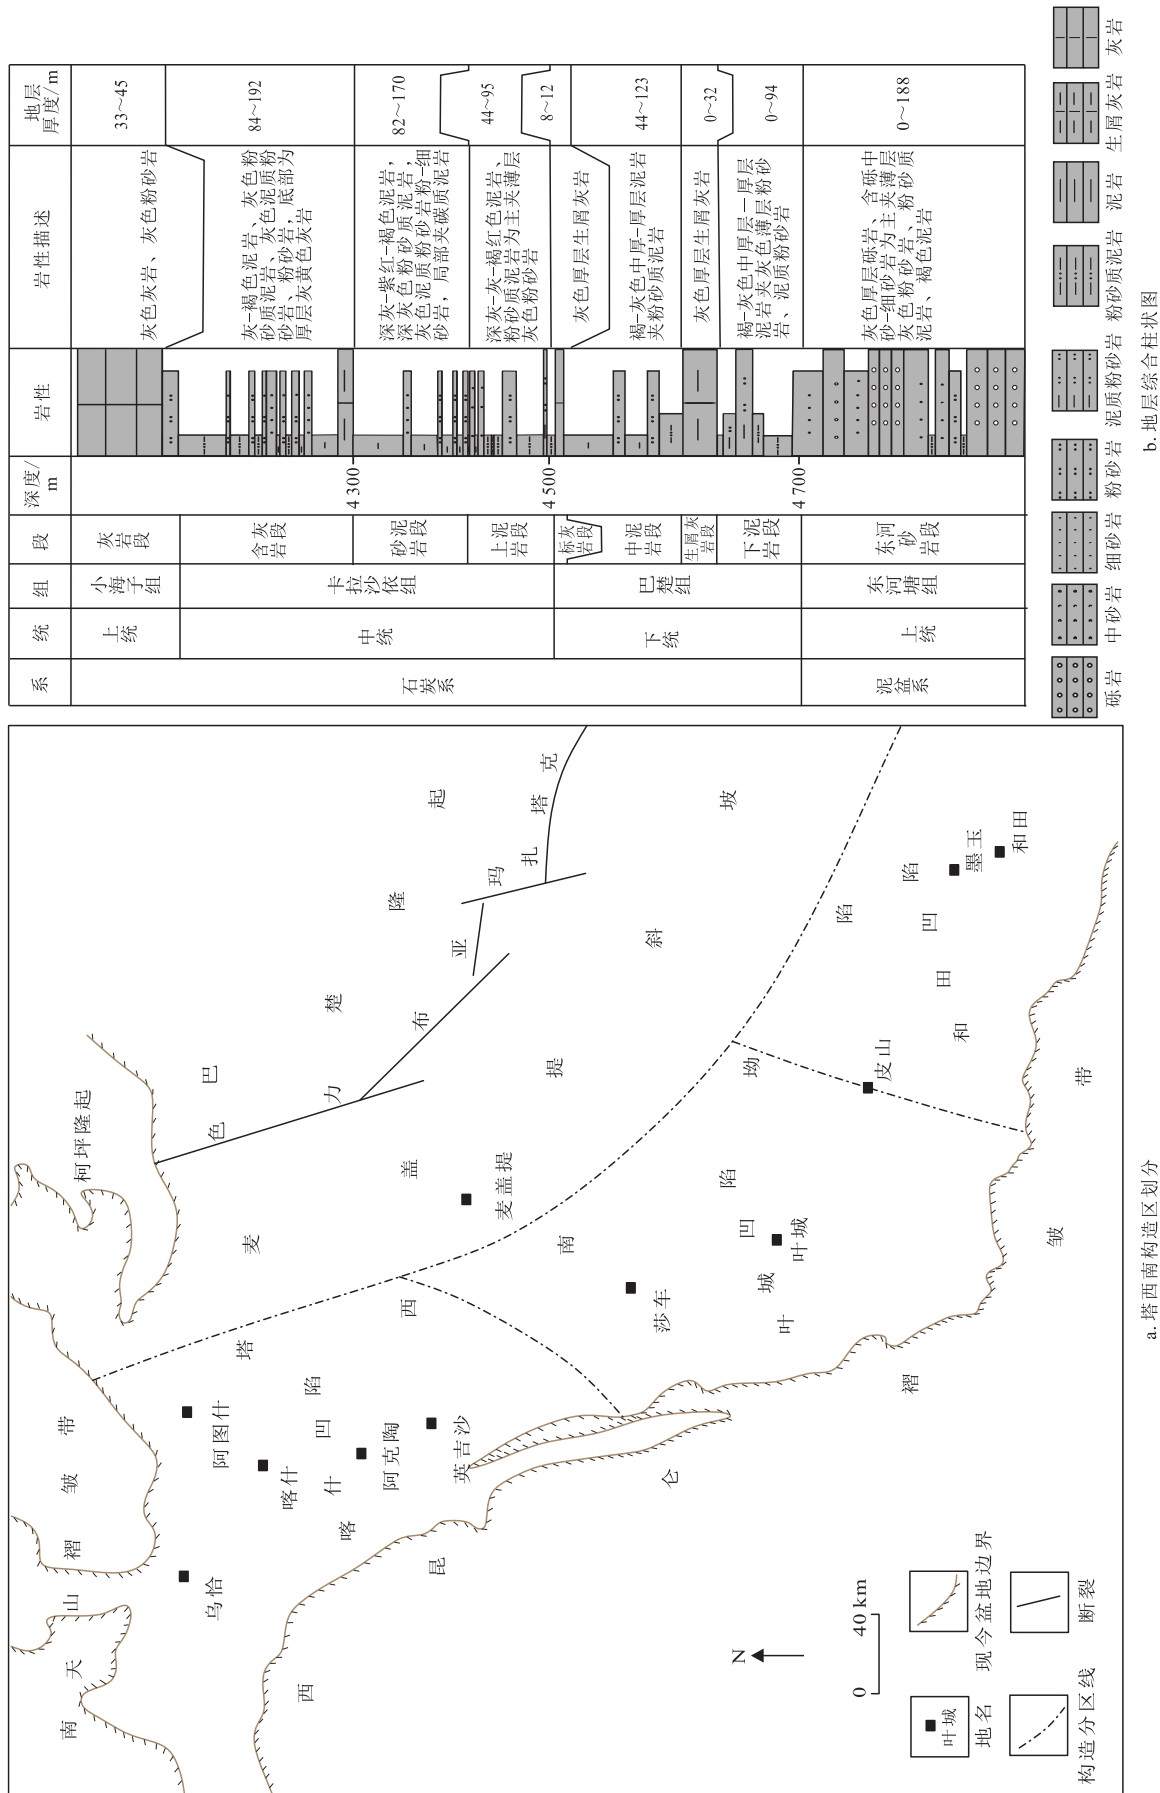 南天山褶皱带
柯坪隆起
巴楚隆起
色力布亚
玛扎塔克
麦盖提斜坡
麦盖提
塔西南坳陷
乌恰
阿图什
喀什
喀什凹陷
阿克陶
英吉沙
莎车
叶城
叶城凹陷
皮山
和田凹陷
墨玉
和田
西昆仑褶皱带
N
0 40 km
叶城
地名
现今盆地边界
构造分区线
断裂
a. 塔西南构造区划分
系 统 组 段 深度/m 岩性 岩性描述 地层厚度/m
石炭系
泥盆系
上统
中统
下统
上统
小海子组
卡拉沙依组
巴楚组
东河塘组
灰岩段
含灰岩段
砂泥岩段
上泥岩段
标灰岩段
中泥岩段
生屑灰岩段
下泥岩段
东河砂岩段
4 300
4 500
4 700
灰色灰岩、灰色粉砂岩
灰-褐色泥岩、灰色粉
砂质泥岩、灰色泥质粉
砂岩、粉砂岩，底部为
厚层灰黄色灰岩
深灰-紫红-褐色泥岩，
深灰色粉砂质泥岩，
灰色泥质粉砂岩粉-细
砂岩，局部夹碳质泥岩
深灰-灰-褐红色泥岩、
粉砂质泥岩为主夹薄层
灰色粉砂岩
灰色厚层生屑灰岩
褐-灰色中厚-厚层泥岩
夹粉砂质泥岩
灰色厚层生屑灰岩
褐-灰色中厚层-厚层
泥岩夹灰色薄层粉砂
岩、泥质粉砂岩
灰色厚层砾岩、含砾中
砂-细砂岩为主夹薄层
灰色粉砂岩、粉砂质
泥岩、褐色泥岩
33~45
84~192
82~170
44~95
8~12
44~123
0~32
0~94
0~188
砾岩
中砂岩
细砂岩
粉砂岩
泥质粉砂岩
粉砂质泥岩
泥岩
生屑灰岩
灰岩
b. 地层综合柱状图